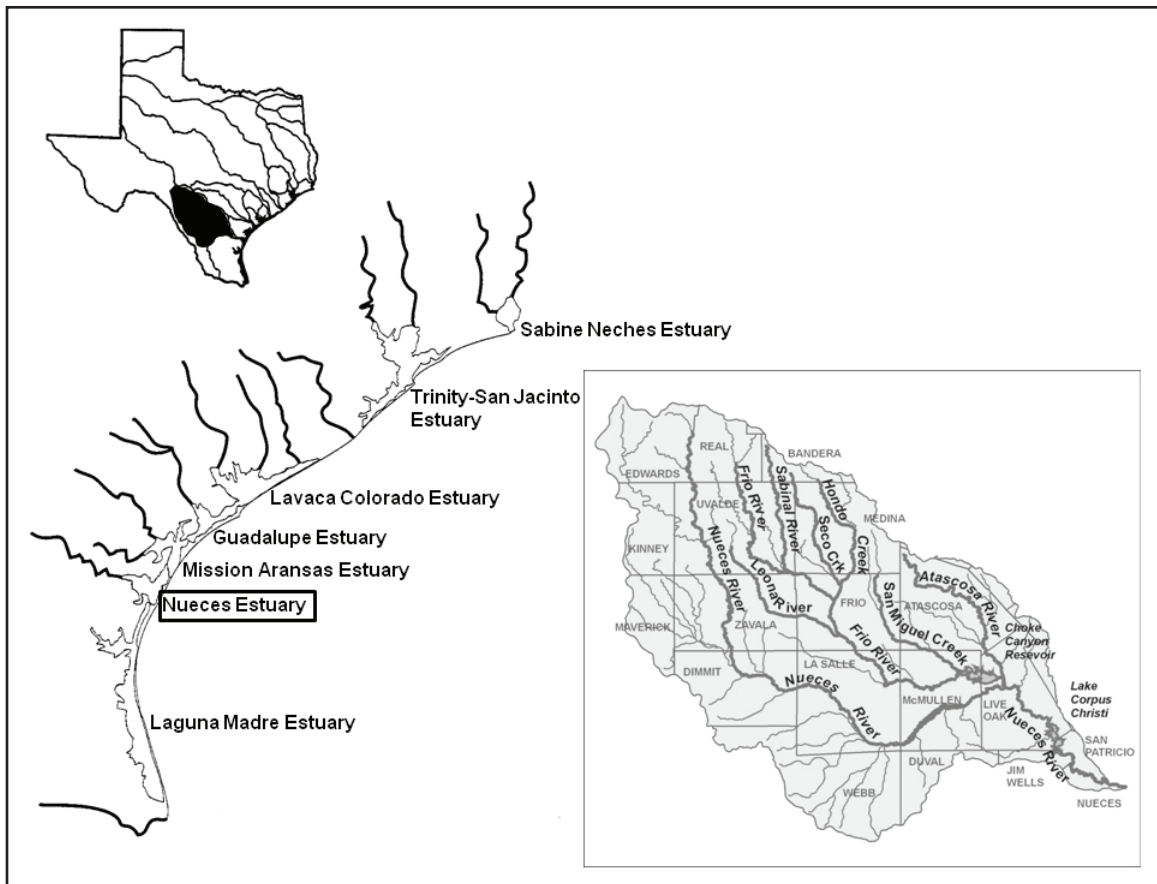 Sabine Neches Estuary
Trinity-San Jacinto
Estuary
Lavaca Colorado Estuary
Guadalupe Estuary
Mission Aransas Estuary
Nueces Estuary
Laguna Madre Estuary
REAL
BANDERA
EDWARDS
UVALDE
Frio River
Sabinal River
Hondo
Creek
Seco Crk
MEDINA
KINNEY
Nueces River
Leona River
FRIO
San Miguel Creek
ATASCOSA
Atascosa River
MAVERICK
ZAVALA
Choke
Canyon
Resevoir
DIMMIT
LA SALLE
Frio River
Nueces
River
McMULLEN
LIVE
OAK
Nueces River
Lake
Corpus
Christi
SAN
PATRICIO
DUVAL
JIM
WELLS
WEBB
NUECES